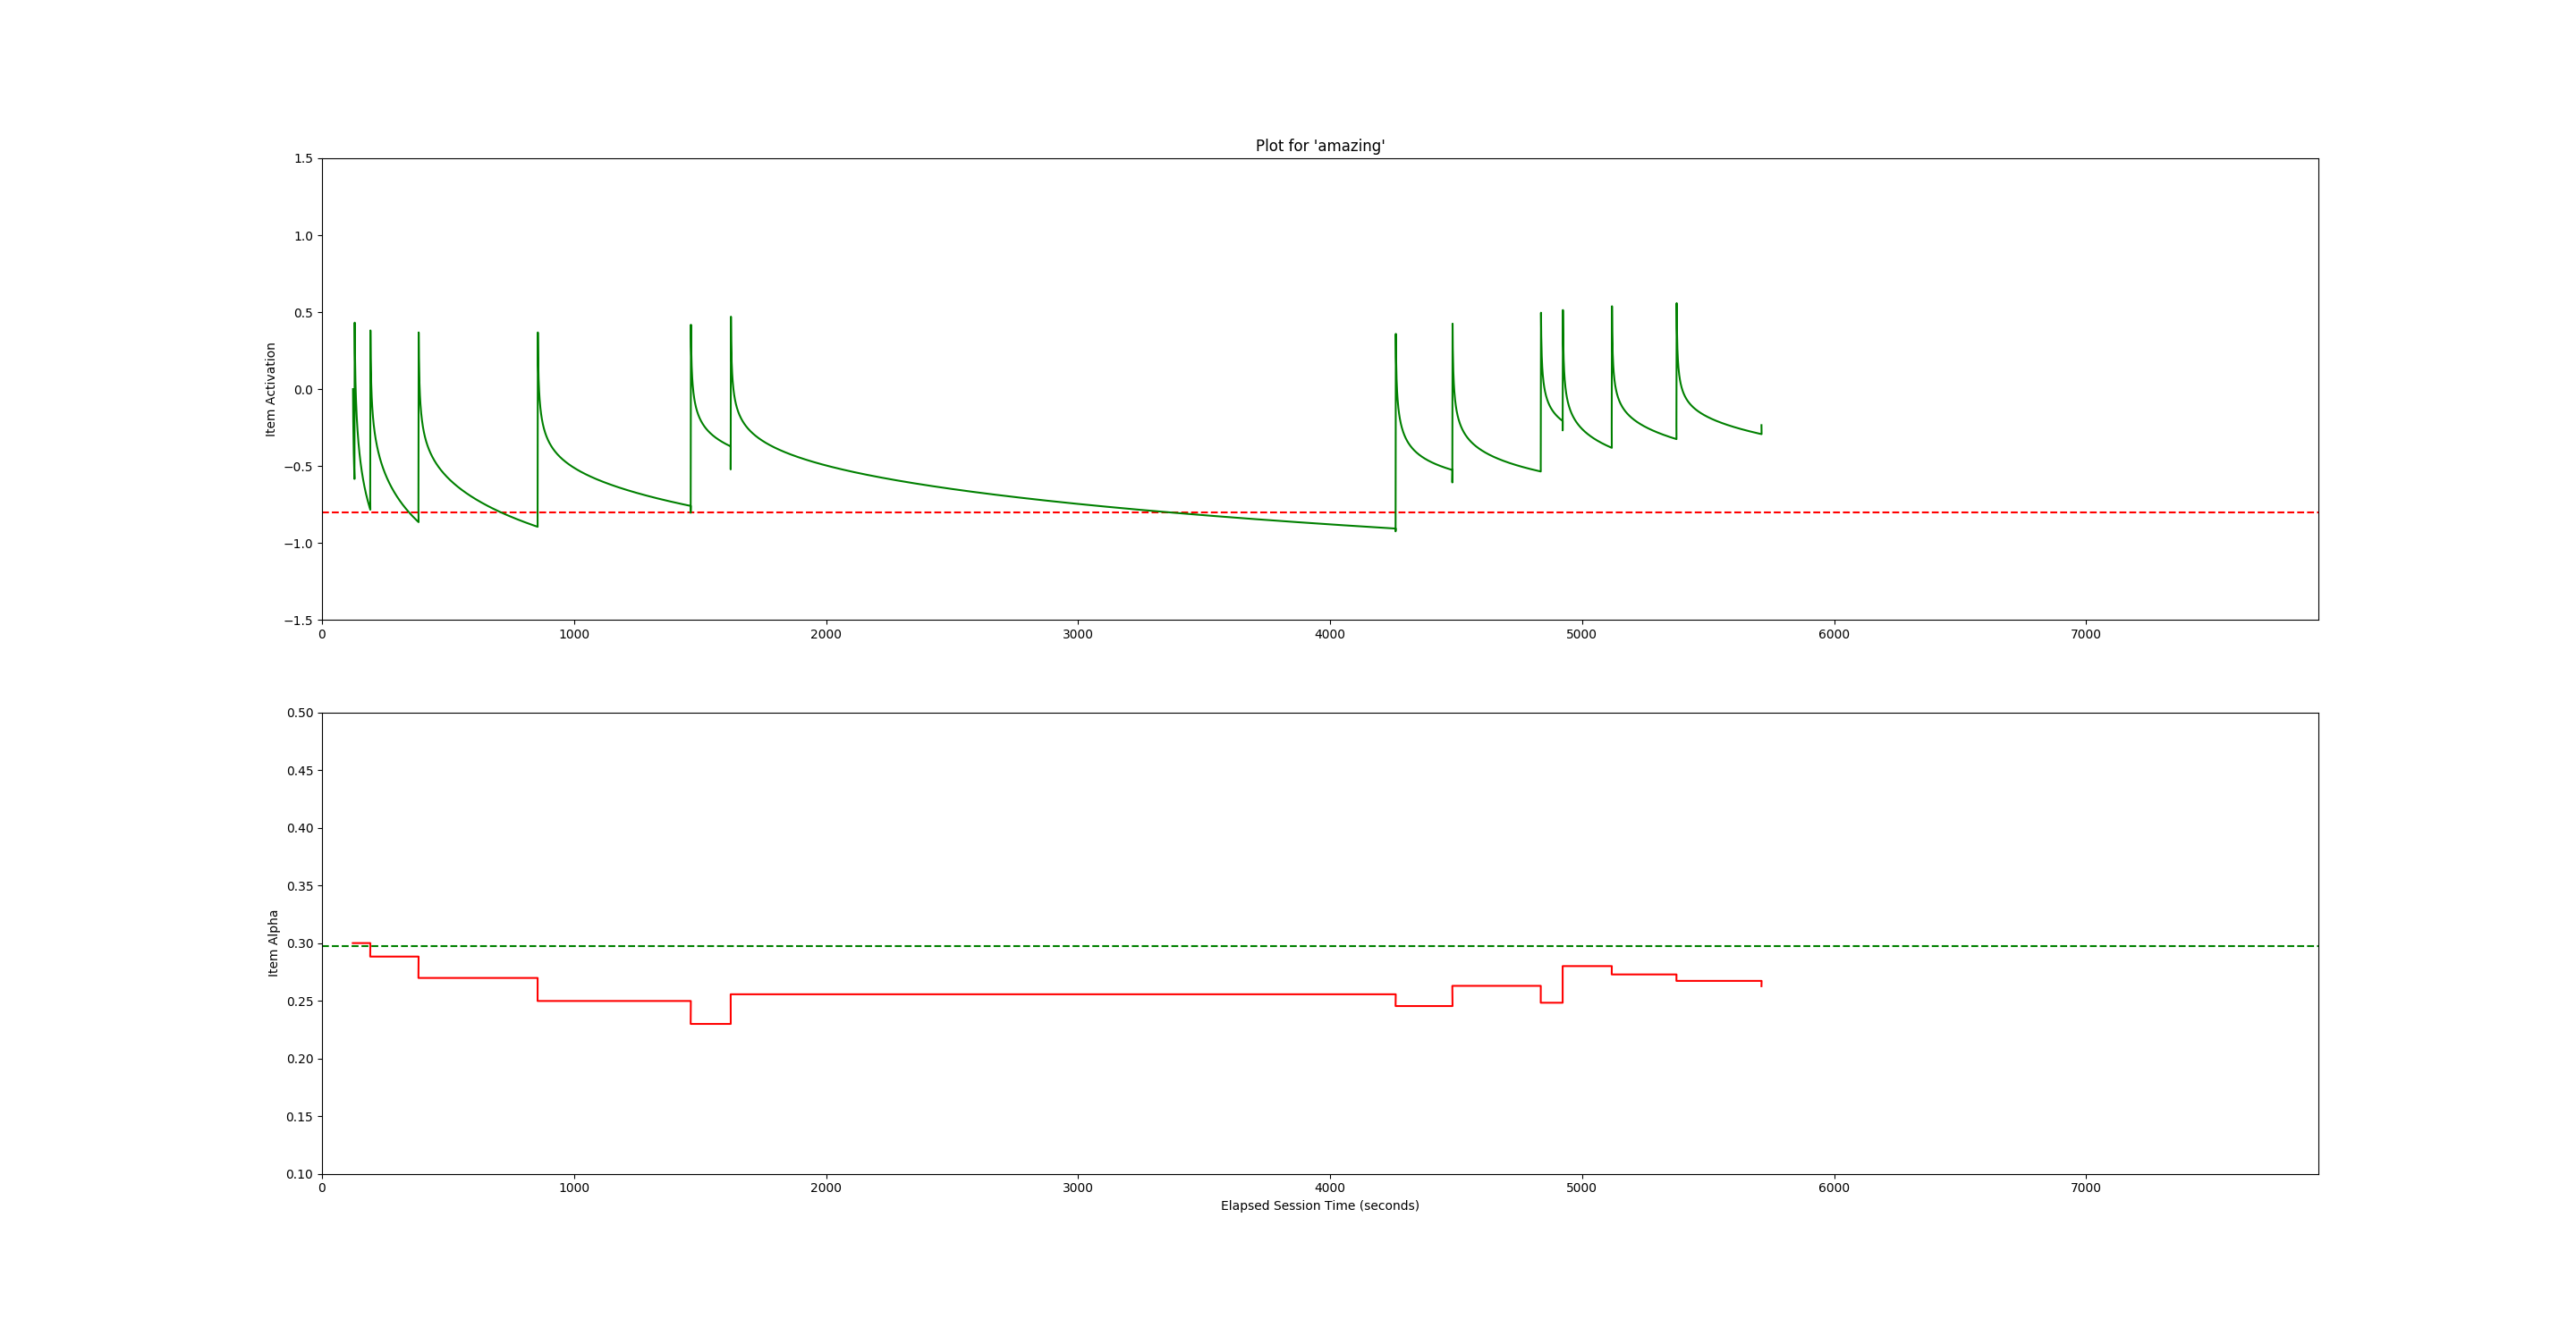 Plot for 'amazing'
1.5
1.0
0.5
0.0
−0.5
−1.0
−1.5
Item Activation
0 1000 2000 3000 4000 5000 6000 7000
0.50
0.45
0.40
0.35
0.30
0.25
0.20
0.15
0.10
Item Alpha
0 1000 2000 3000 4000 5000 6000 7000
Elapsed Session Time (seconds)